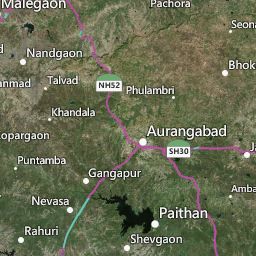 Malegaon
Pachora
Seona
Nandgaon
Bhok
nmad
Talvad
NH52
Phulambri
Khandala
opargaon
Aurangabad
SH30
Ja
Puntamba
Gangapur
Amba
Nevasa
Paithan
Rahuri
Shevgaon